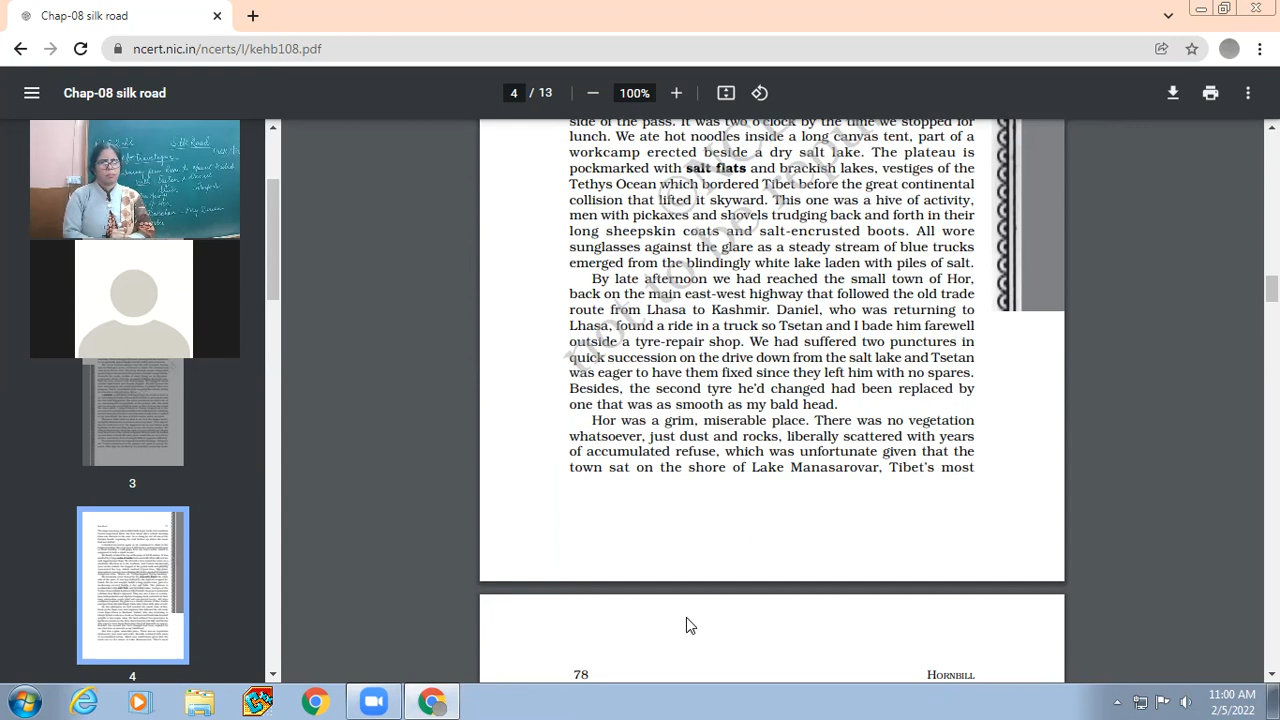 Chap-08 silk road
ncert.nic.in/ncerts/l/kehb108.pdf
Chap-08 silk road
4 / 13
100%
side of the pass. It was two o'clock by the time we stopped for
lunch. We ate hot noodles inside a long canvas tent, part of a
workcamp erected beside a dry salt lake. The plateau is
pockmarked with salt flats and brackish lakes, vestiges of the
Tethys Ocean which bordered Tibet before the great continental
collision that lifted it skyward. This one was a hive of activity,
men with pickaxes and shovels trudging back and forth in their
long sheepskin coats and salt-encrusted boots. All wore
sunglasses against the glare as a steady stream of blue trucks
emerged from the blindingly white lake laden with piles of salt.
By late afternoon we had reached the small town of Hor,
back on the main east-west highway that followed the old trade
route from Lhasa to Kashmir. Daniel, who was returning to
Lhasa, found a ride in a truck so Tsetan and I bade him farewell
outside a tyre-repair shop. We had suffered two punctures in
quick succession on the drive down from the salt lake and Tsetan
was eager to have them fixed since they left him with no spares.
Besides, the second tyre he'd changed had been replaced by
one that was as smooth as my bald head.
Hor was a grim, miserable place. There was no vegetation
whatsoever, just dust and rocks, liberally scattered with years
of accumulated refuse, which was unfortunate given that the
town sat on the shore of Lake Manasarovar, Tibet's most
78
HORNBILL
3
4
11:00 AM
2/5/2022